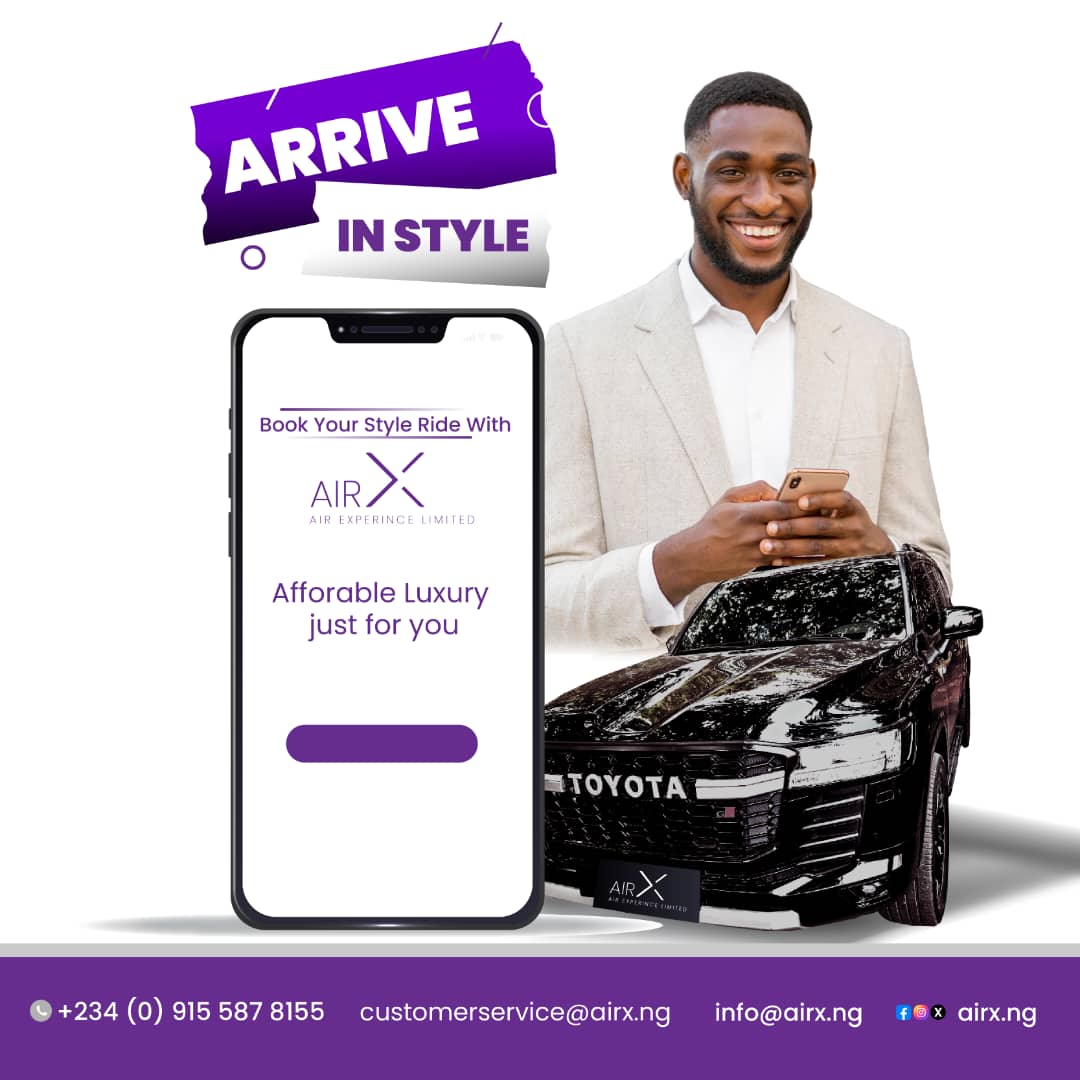 ARRIVE
IN STYLE
Book Your Style Ride With
AIR X
AIR EXPERINCE LIMITED
Afforable Luxury
just for you
TOYOTA
AIR X
AIR EXPERINCE LIMITED
+234 (0) 915 587 8155 customerservice@airx.ng info@airx.ng airx.ng